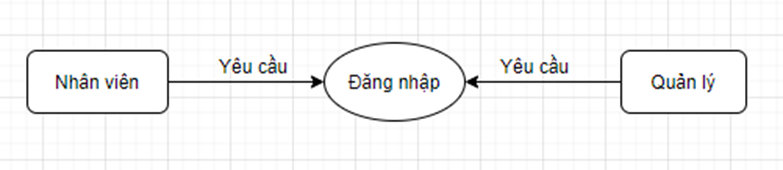 Nhân viên
Yêu cầu
Đăng nhập
Yêu cầu
Quản lý